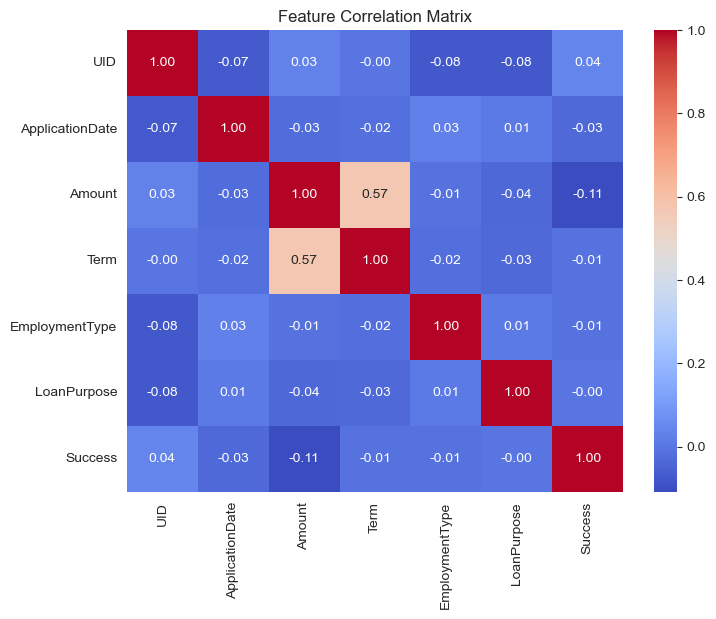 Feature Correlation Matrix
UID 1.00 -0.07 0.03 -0.00 -0.08 -0.08 0.04
ApplicationDate -0.07 1.00 -0.03 -0.02 0.03 0.01 -0.03
Amount 0.03 -0.03 1.00 0.57 -0.01 -0.04 -0.11
Term -0.00 -0.02 0.57 1.00 -0.02 -0.03 -0.01
EmploymentType -0.08 0.03 -0.01 -0.02 1.00 0.01 -0.01
LoanPurpose -0.08 0.01 -0.04 -0.03 0.01 1.00 -0.00
Success 0.04 -0.03 -0.11 -0.01 -0.01 -0.00 1.00
UID ApplicationDate Amount Term EmploymentType LoanPurpose Success
1.0
0.8
0.6
0.4
0.2
0.0